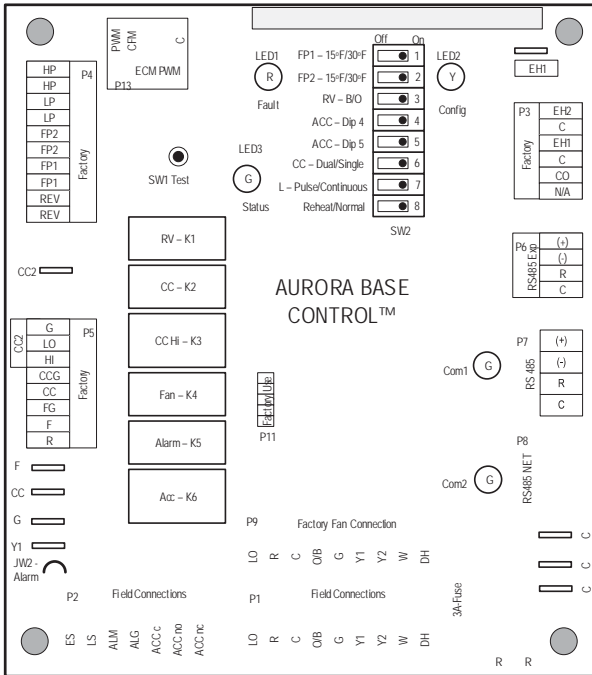 PWM
CFM
C
ECM PWM
P13
P4
HP
HP
LP
LP
FP2
FP2
FP1
FP1
REV
REV
Factory
SW1 Test
LED1
R
Fault
LED3
G
Status
Off
On
FP1 – 15ºF/30ºF
1
FP2 – 15ºF/30ºF
2
RV – B/O
3
ACC – Dip 4
4
ACC – Dip 5
5
CC – Dual/Single
6
L – Pulse/Continuous
7
Reheat/Normal
8
SW2
LED2
Y
Config
EH1
P3
EH2
C
EH1
C
CO
N/A
Factory
P6
RS485 Exp
(+)
(-)
R
C
RV – K1
CC – K2
CC Hi – K3
Fan – K4
Alarm – K5
Acc – K6
AURORA BASE
CONTROL™
CC2
CC2
P5
G
LO
HI
CCG
CC
FG
F
R
Factory
Factory Use
P11
P7
RS 485
(+)
(-)
R
C
Com1
G
P8
RS485 NET
Com2
G
F
CC
G
Y1
JW2 -
Alarm
P9
Factory Fan Connection
LO
R
C
O/B
G
Y1
Y2
W
DH
C
C
C
P2
Field Connections
ES
LS
ALM
ALG
ACC c
ACC no
ACC nc
P1
Field Connections
LO
R
C
O/B
G
Y1
Y2
W
DH
3A-Fuse
R
R